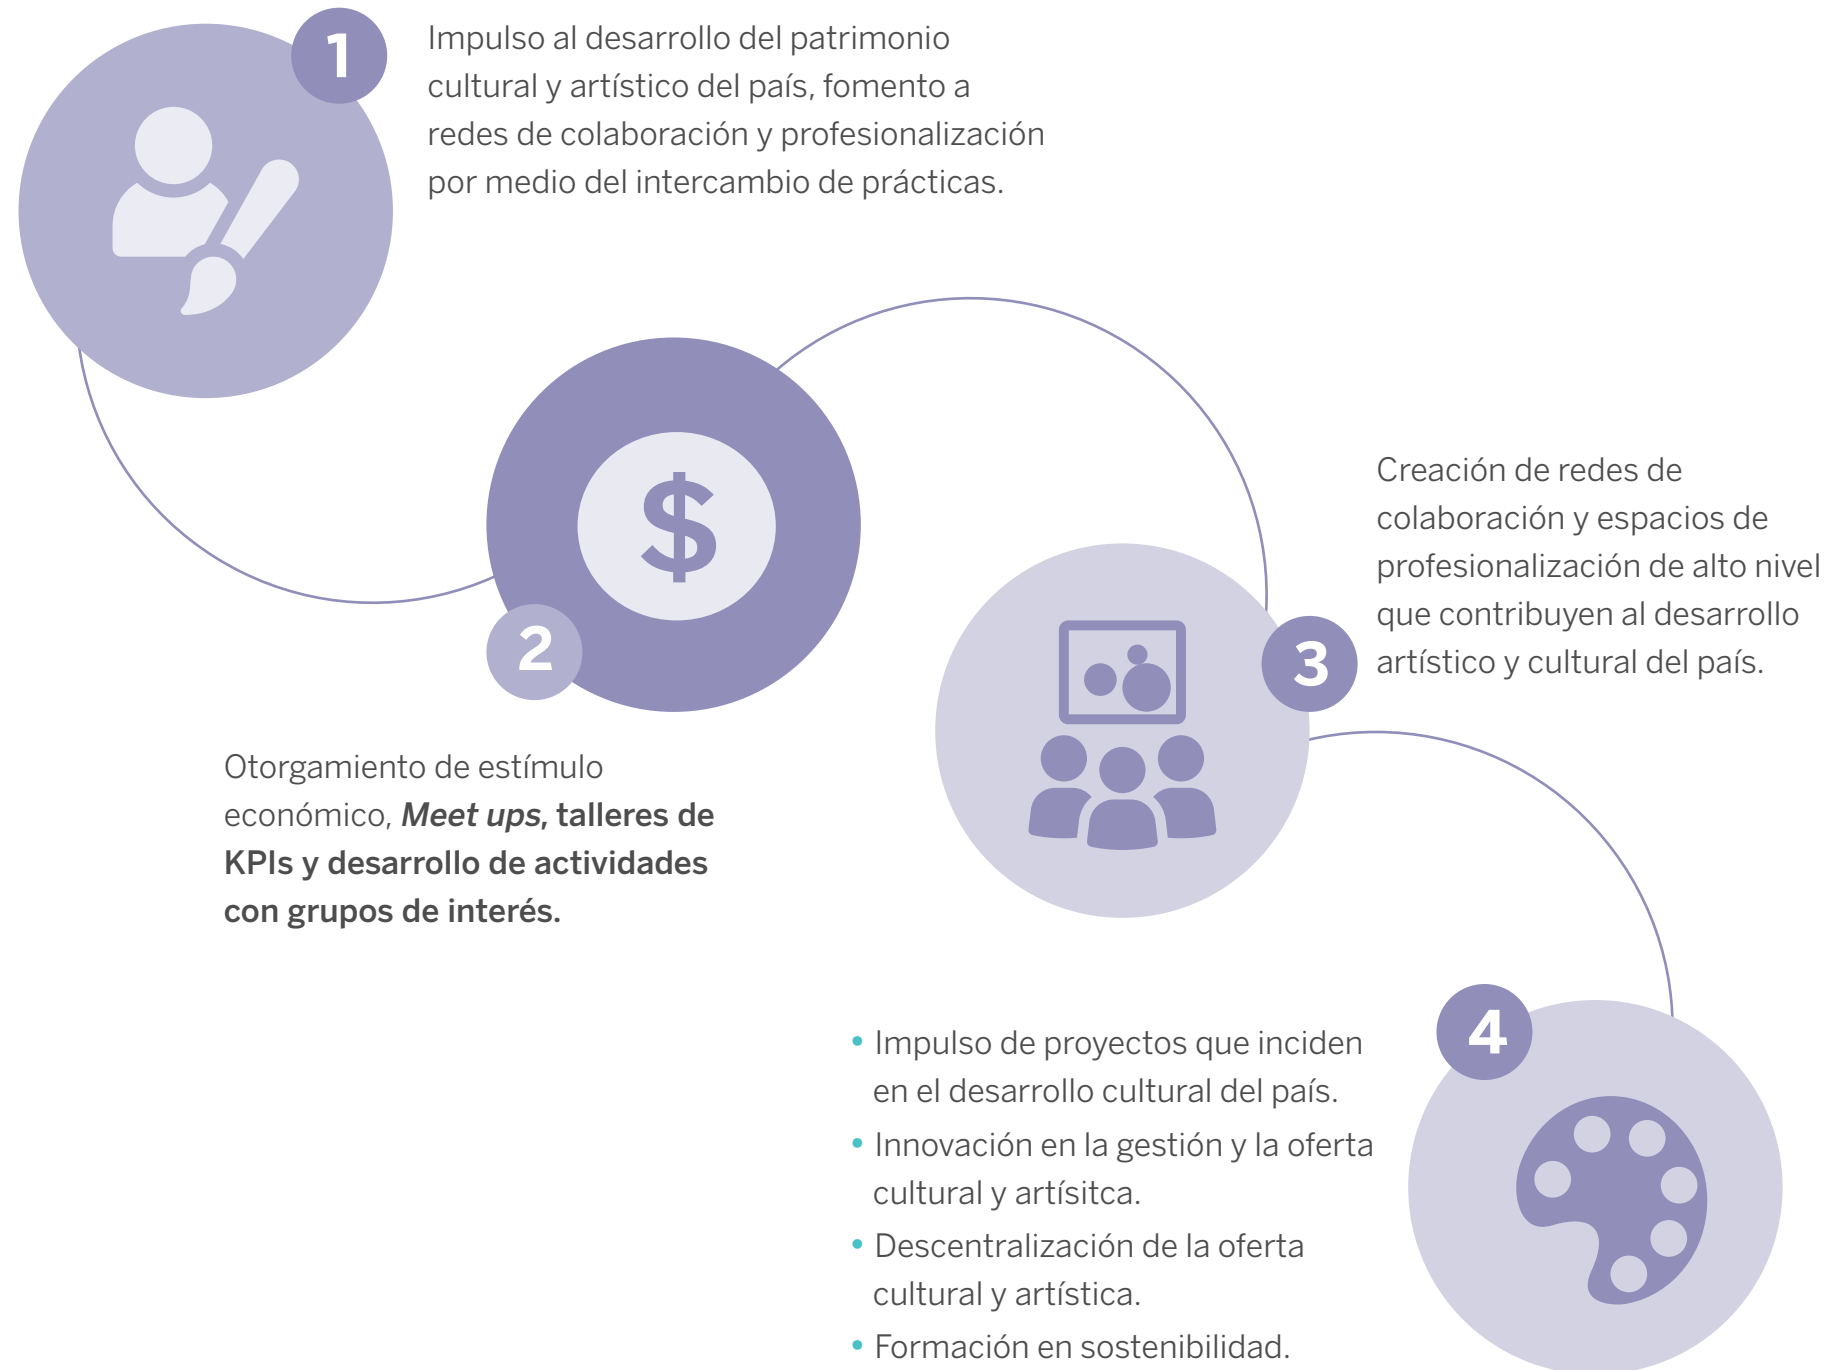 1
Impulso al desarrollo del patrimonio
cultural y artístico del país, fomento a
redes de colaboración y profesionalización
por medio del intercambio de prácticas.
$
2
Otorgamiento de estímulo
económico, Meet ups, talleres de
KPIs y desarrollo de actividades
con grupos de interés.
3
Creación de redes de
colaboración y espacios de
profesionalización de alto nivel
que contribuyen al desarrollo
artístico y cultural del país.
4
• Impulso de proyectos que inciden
en el desarrollo cultural del país.
• Innovación en la gestión y la oferta
cultural y artísitca.
• Descentralización de la oferta
cultural y artística.
• Formación en sostenibilidad.